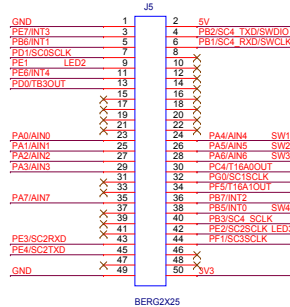 J5
GND 1 2 5V
PE7/INT3 3 4 PB2/SC4_TXD/SWDIO
PB6/INT1 5 6 PB1/SC4_RXD/SWCLK
PD1/SC0SCLK 7 8
PE1 LED2 9 10
PE6/INT4 11 12
PD0/TB3OUT 13 14
15 16
17 18
19 20
21 22
PA0/AIN0 23 24 PA4/AIN4 SW1
PA1/AIN1 25 26 PA5/AIN5 SW2
PA2/AIN2 27 28 PA6/AIN6 SW3
PA3/AIN3 29 30 PC4/T16A0OUT
31 32 PG0/SC1SCLK
33 34 PF5/T16A1OUT
PA7/AIN7 35 36 PB7/INT2
37 38 PB5/INT0 SW4
39 40 PB3/SC4 SCLK
41 42 PE2/SC2SCLK LED3
PE3/SC2RXD 43 44 PF1/SC3SCLK
PE4/SC2TXD 45 46
47 48
GND 49 50 3V3
BERG2X25